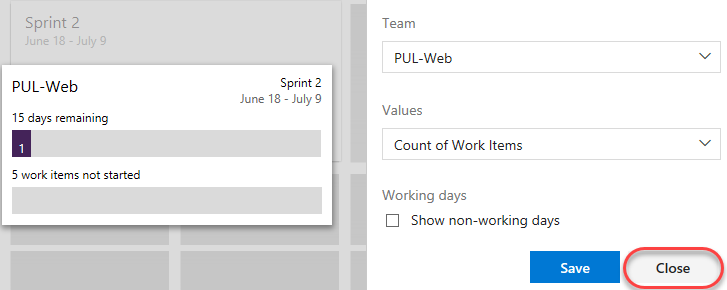 Sprint 2
June 18 - July 9
PUL-Web
Sprint 2
June 18 - July 9
15 days remaining
1
5 work items not started
Team
PUL-Web
Values
Count of Work Items
Working days
Show non-working days
Save
Close